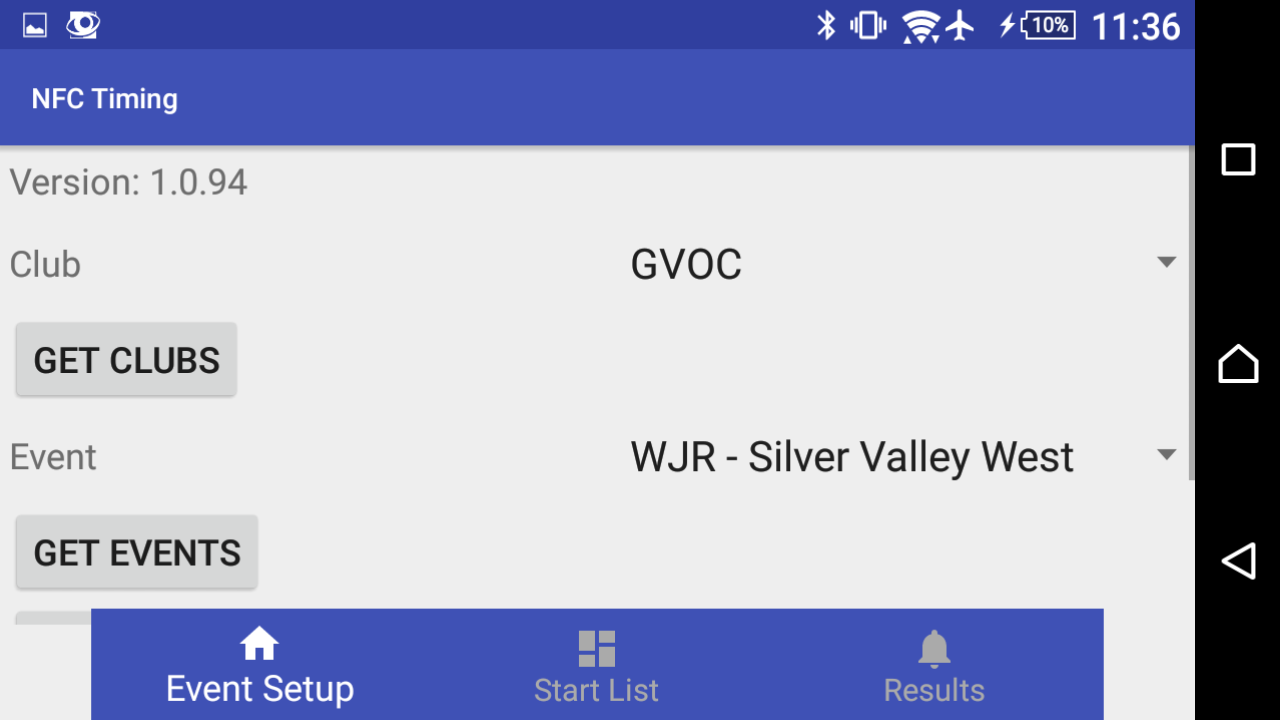 10% 11:36
NFC Timing
Version: 1.0.94
Club GVOC
GET CLUBS
Event WJR - Silver Valley West
GET EVENTS
Event Setup Start List Results